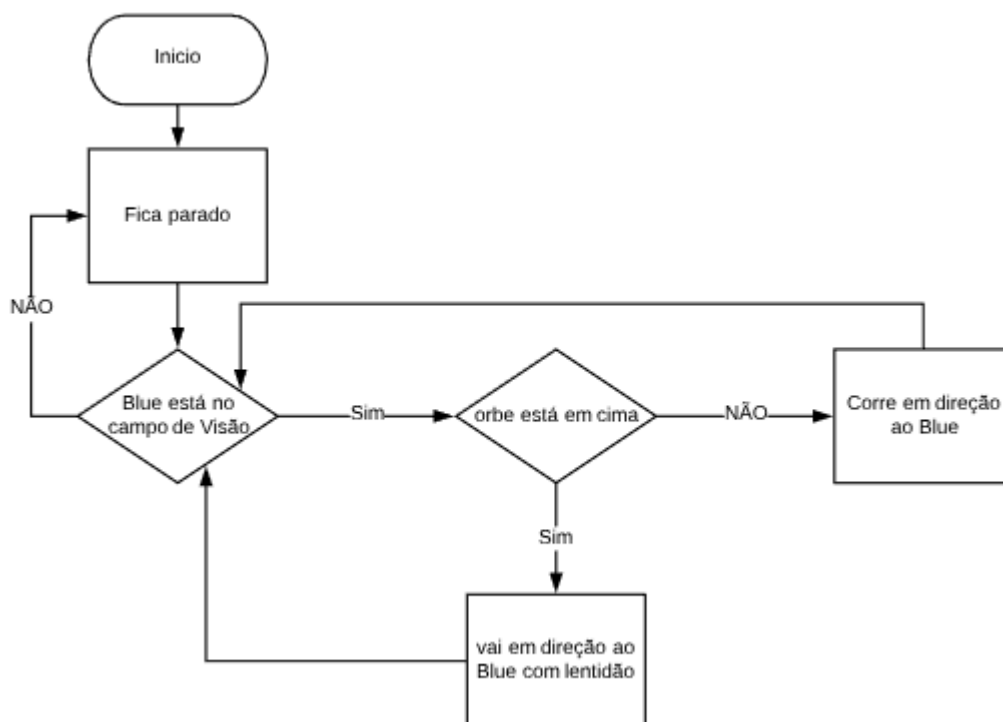 Inicio
Fica parado
NÃO
Blue está no
campo de Visão
Sim
orbe está em cima
NÃO
Corre em direção
ao Blue
Sim
vai em direção ao
Blue com lentidão